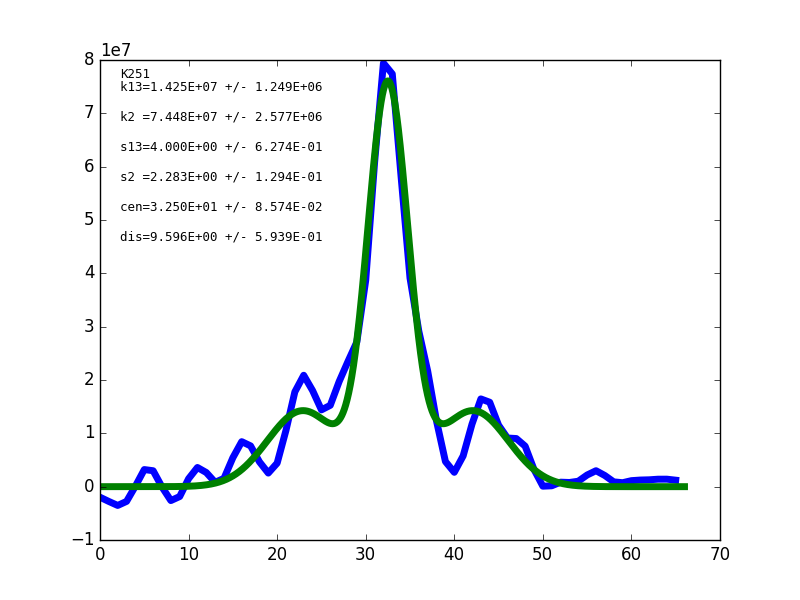 1e7
K251
k13=1.425E+07 +/- 1.249E+06
k2 =7.448E+07 +/- 2.577E+06
s13=4.000E+00 +/- 6.274E-01
s2 =2.283E+00 +/- 1.294E-01
cen=3.250E+01 +/- 8.574E-02
dis=9.596E+00 +/- 5.939E-01
8
7
6
5
4
3
2
1
0
−1
0 10 20 30 40 50 60 70